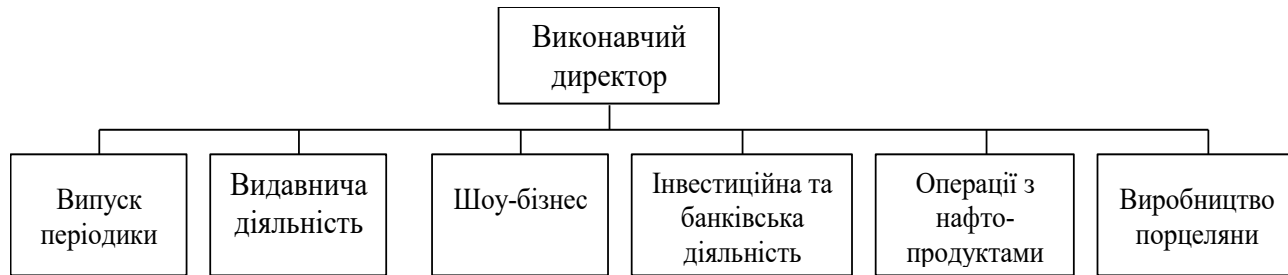 Виконавчий
директор
Випуск
періодики
Видавнича
діяльність
Шоу-бізнес
Інвестиційна та
банківська
діяльність
Операції з
нафто-
продуктами
Виробництво
порцеляни